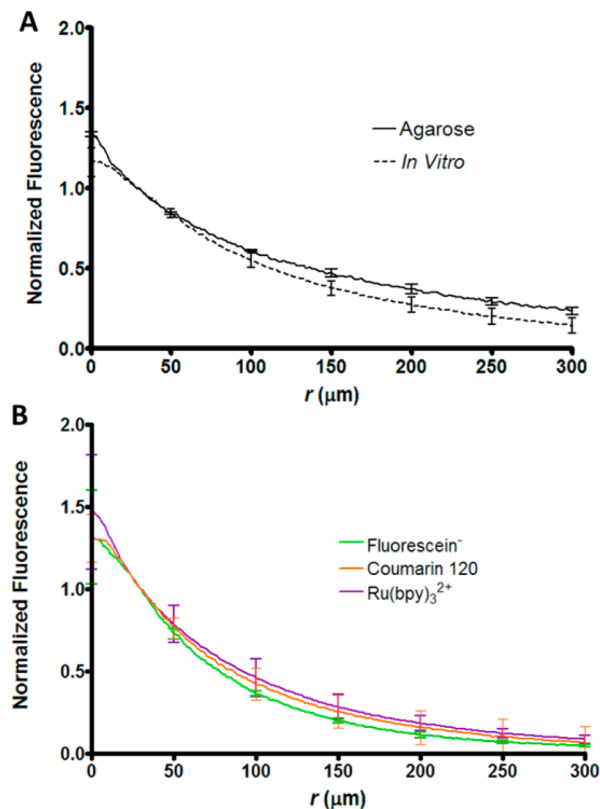 A
2.0
1.5
1.0
0.5
0.0
Normalized Fluorescence
Agarose
In Vitro
0 50 100 150 200 250 300
r (μm)
B
2.0
1.5
1.0
0.5
0.0
Normalized Fluorescence
Fluorescein⁻
Coumarin 120
Ru(bpy)₃²⁺
0 50 100 150 200 250 300
r (μm)